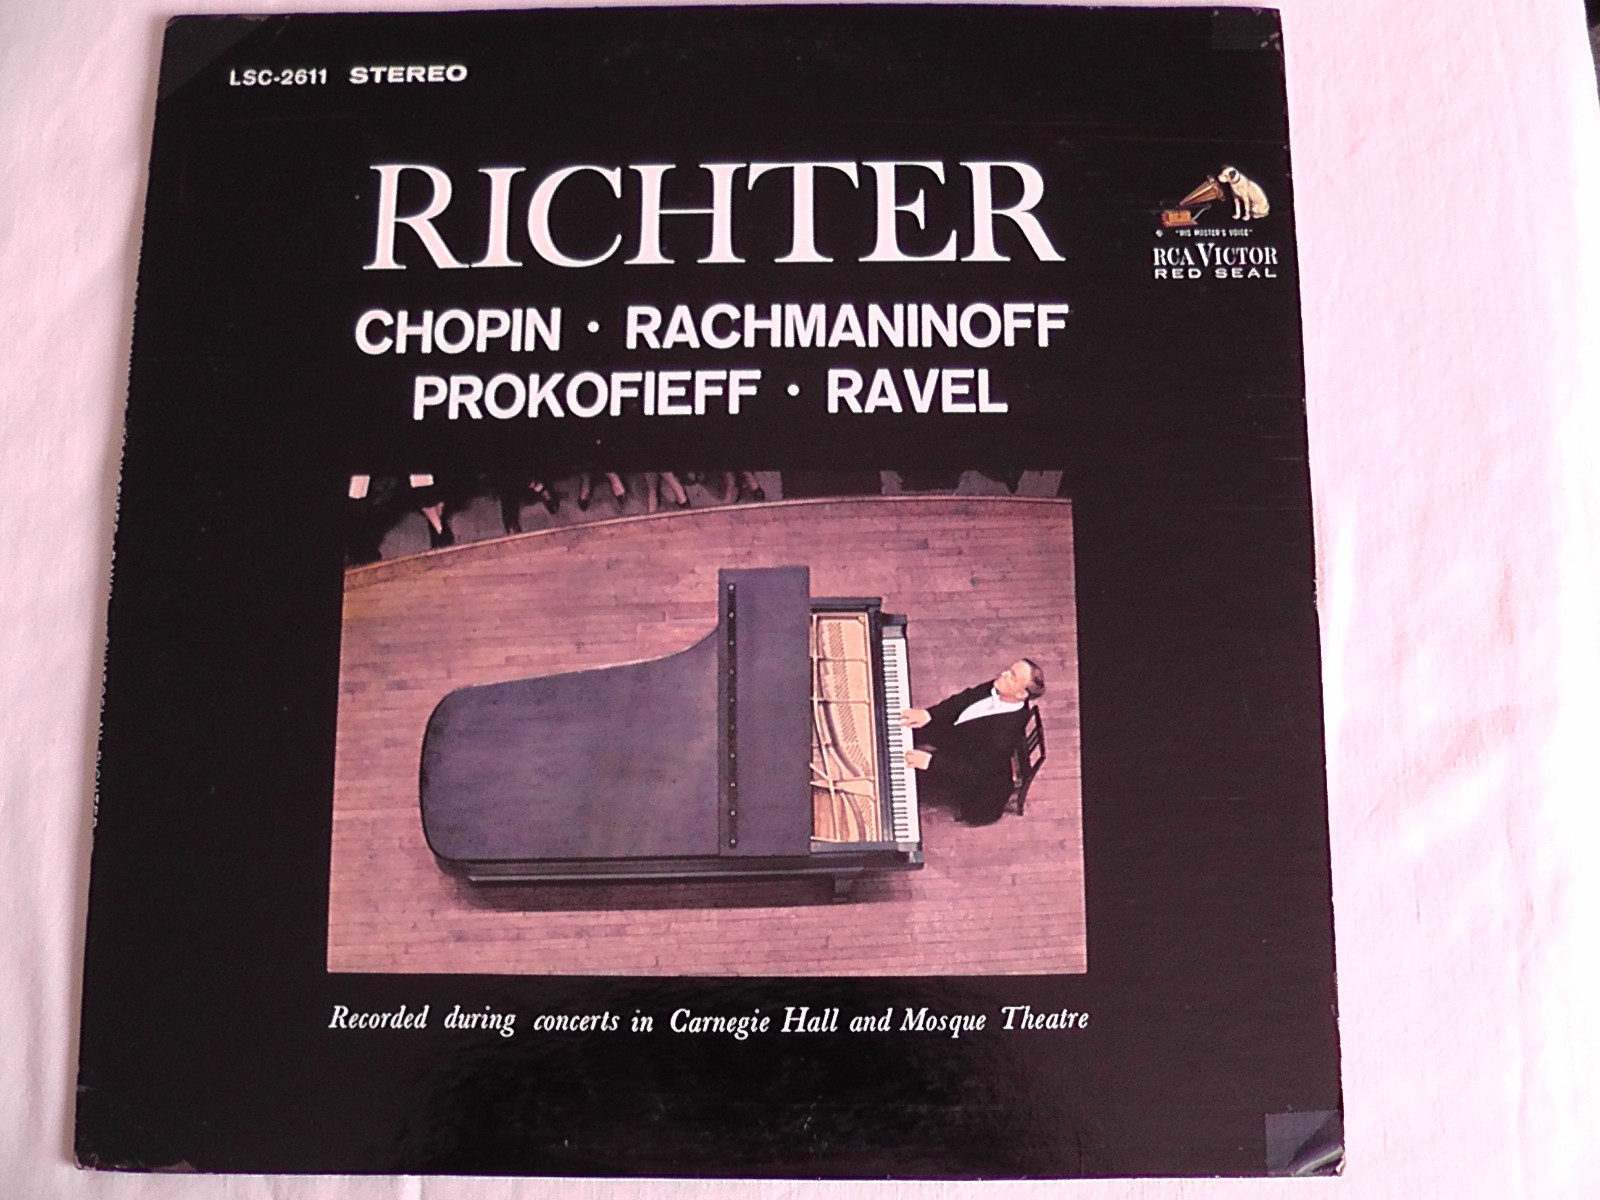 LSC-2611 STEREO
RICHTER
"HIS MASTER'S VOICE"
RCA VICTOR
RED SEAL
CHOPIN · RACHMANINOFF
PROKOFIEFF · RAVEL
Recorded during concerts in Carnegie Hall and Mosque Theatre